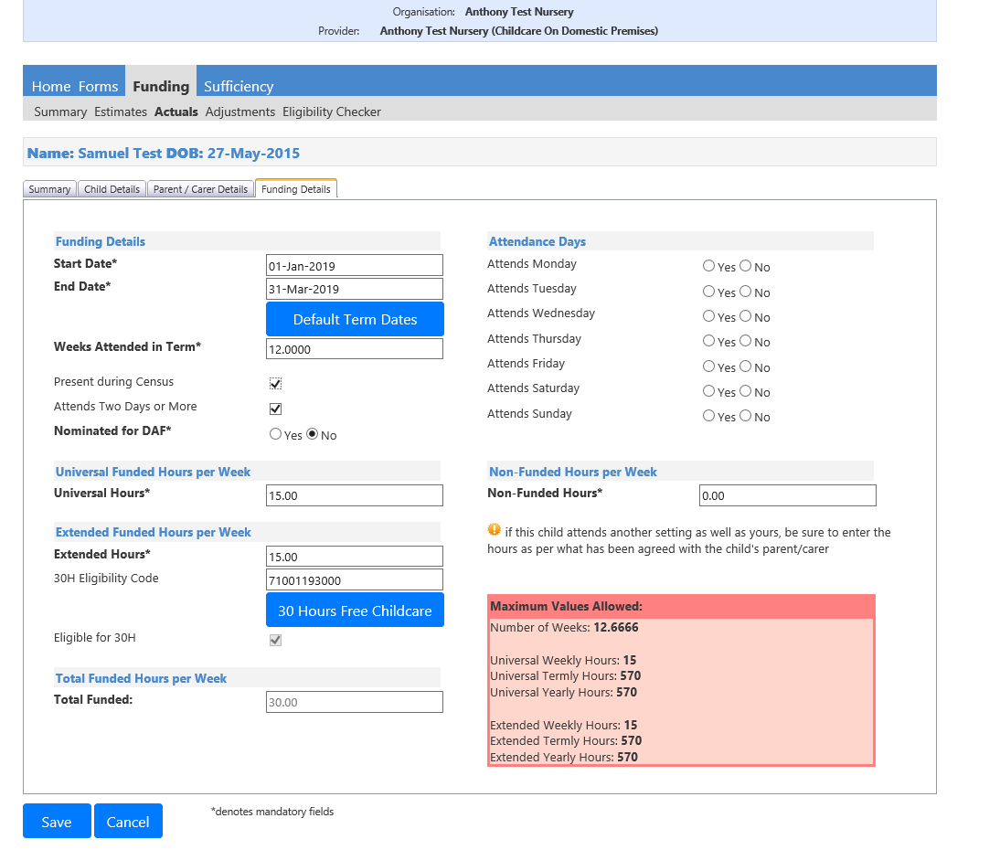 Organisation: Anthony Test Nursery
Provider: Anthony Test Nursery (Childcare On Domestic Premises)
Home Forms Funding Sufficiency
Summary Estimates Actuals Adjustments Eligibility Checker
Name: Samuel Test DOB: 27-May-2015
Summary Child Details Parent / Carer Details Funding Details
Funding Details
Start Date* 01-Jan-2019
End Date* 31-Mar-2019
Default Term Dates
Weeks Attended in Term* 12.0000
Present during Census
Attends Two Days or More
Nominated for DAF* Yes No
Universal Funded Hours per Week
Universal Hours* 15.00
Extended Funded Hours per Week
Extended Hours* 15.00
30H Eligibility Code 71001193000
30 Hours Free Childcare
Eligible for 30H
Total Funded Hours per Week
Total Funded: 30.00
Attendance Days
Attends Monday Yes No
Attends Tuesday Yes No
Attends Wednesday Yes No
Attends Thursday Yes No
Attends Friday Yes No
Attends Saturday Yes No
Attends Sunday Yes No
Non-Funded Hours per Week
Non-Funded Hours* 0.00
if this child attends another setting as well as yours, be sure to enter the
hours as per what has been agreed with the child's parent/carer
Maximum Values Allowed:
Number of Weeks: 12.6666
Universal Weekly Hours: 15
Universal Termly Hours: 570
Universal Yearly Hours: 570
Extended Weekly Hours: 15
Extended Termly Hours: 570
Extended Yearly Hours: 570
Save Cancel *denotes mandatory fields